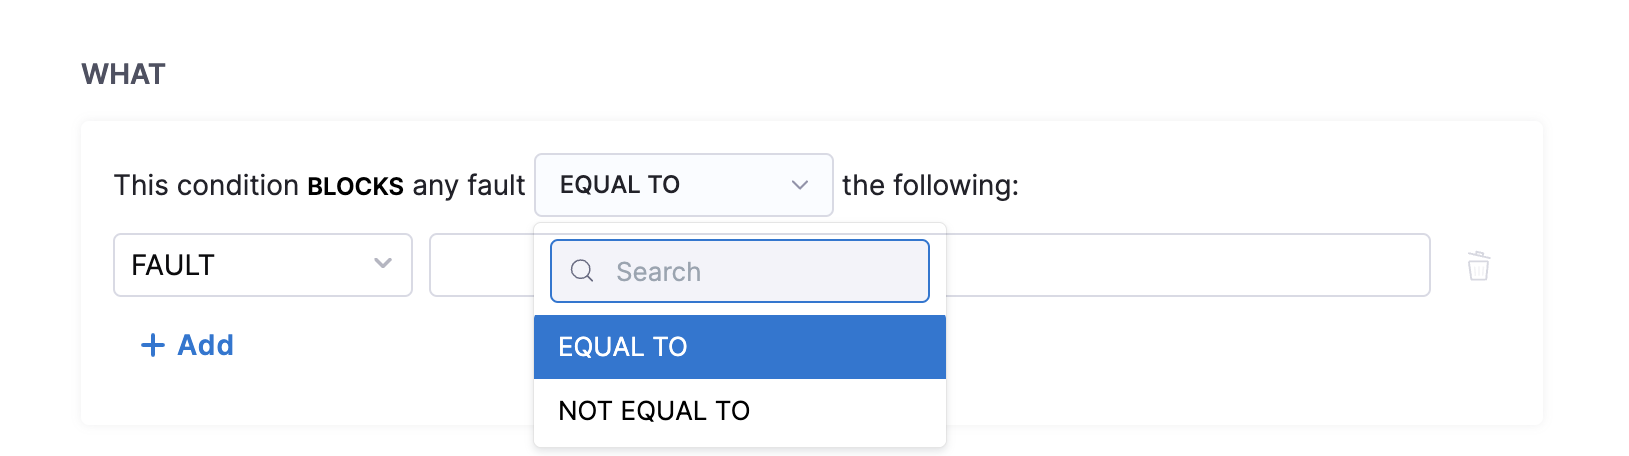 WHAT
This condition BLOCKS any fault EQUAL TO the following:
FAULT
Search
+ Add
EQUAL TO
NOT EQUAL TO